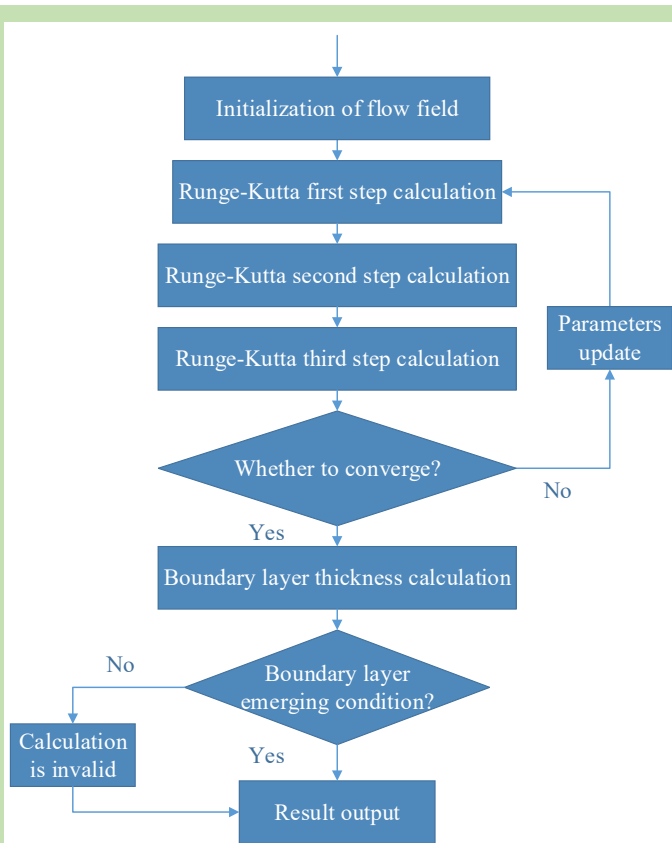 Initialization of flow field
Runge-Kutta first step calculation
Runge-Kutta second step calculation
Runge-Kutta third step calculation
Parameters
update
Whether to converge?
No
Yes
Boundary layer thickness calculation
Boundary layer
emerging condition?
No
Calculation
is invalid
Yes
Result output